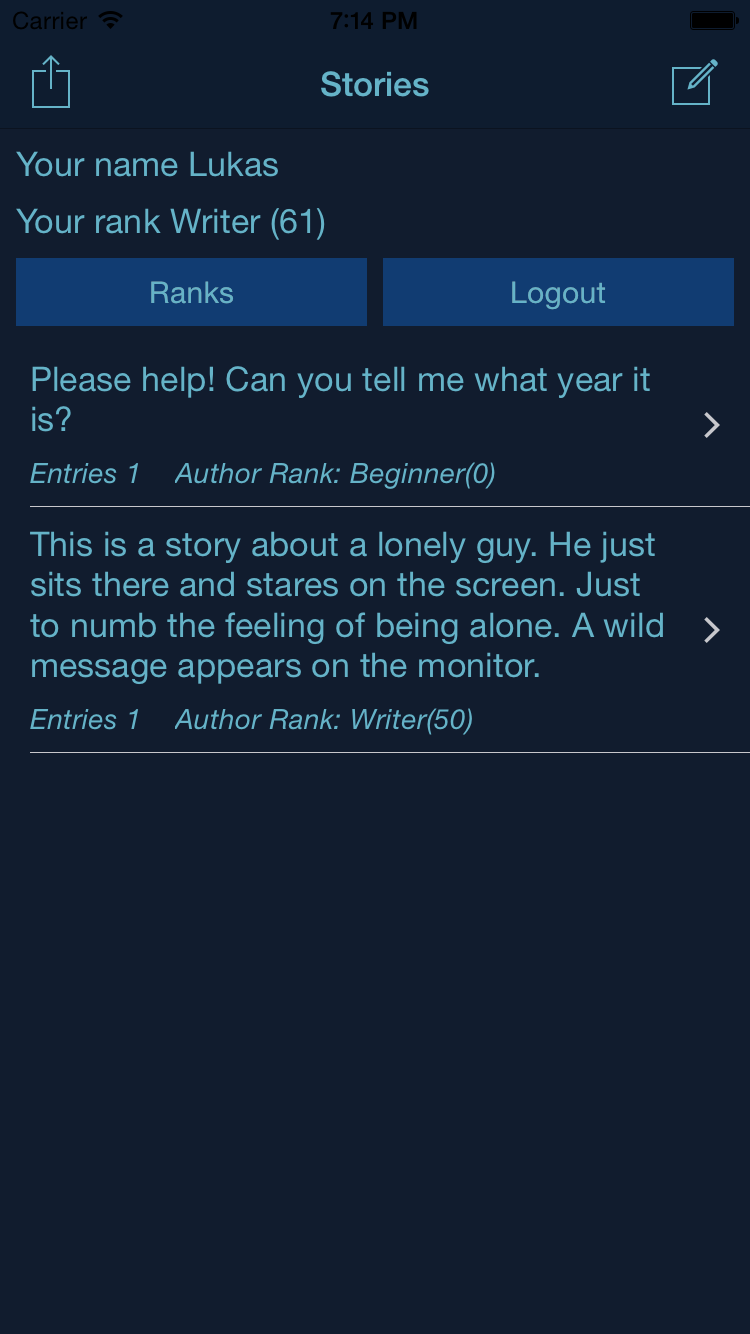 Carrier 7:14 PM
Stories
Your name Lukas
Your rank Writer (61)
Ranks Logout
Please help! Can you tell me what year it
is?
Entries 1 Author Rank: Beginner(0)
This is a story about a lonely guy. He just
sits there and stares on the screen. Just
to numb the feeling of being alone. A wild
message appears on the monitor.
Entries 1 Author Rank: Writer(50)